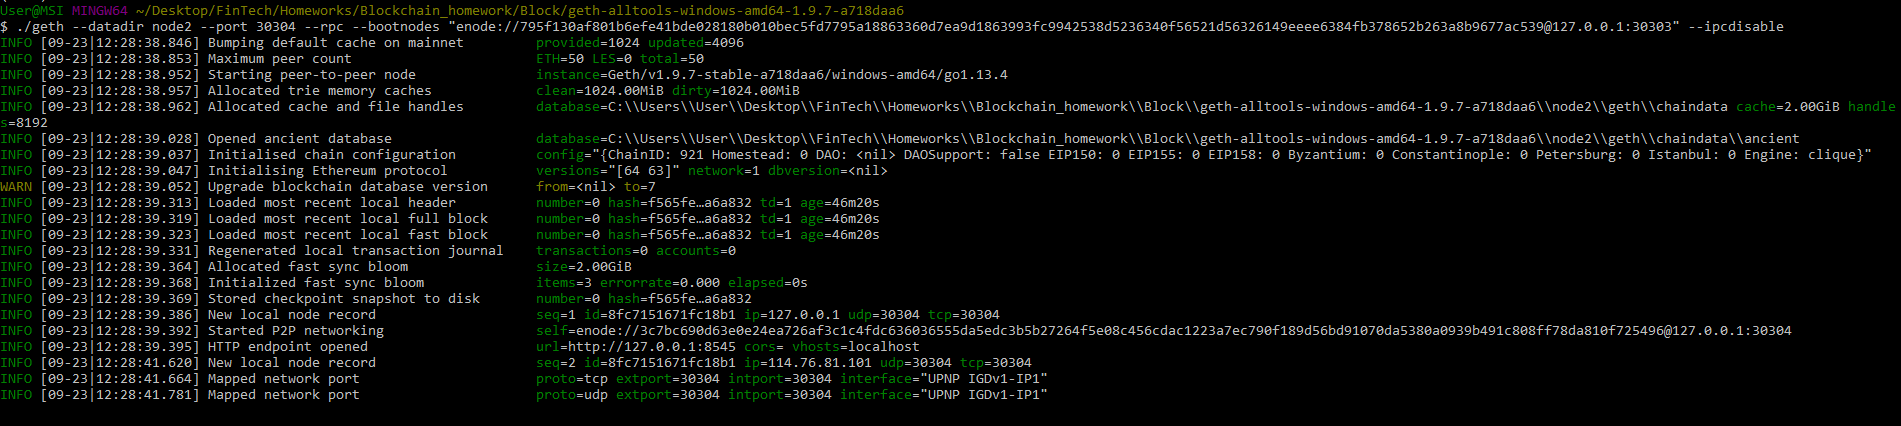 User@MSI MINGW64 ~/Desktop/FinTech/Homeworks/Blockchain_homework/Block/geth-alltools-windows-amd64-1.9.7-a718daa6
$ ./geth --datadir node2 --port 30304 --rpc --bootnodes "enode://795f130af801b6efe41bde028180b010bec5fd7795a18863360d7ea9d1863993fc9942538d5236340f56521d56326149eeee6384fb378652b263a8b9677ac539@127.0.0.1:30303" --ipcdisable
INFO [09-23|12:28:38.846] Bumping default cache on mainnet provided=1024 updated=4096
INFO [09-23|12:28:38.853] Maximum peer count ETH=50 LES=0 total=50
INFO [09-23|12:28:38.952] Starting peer-to-peer node instance=Geth/v1.9.7-stable-a718daa6/windows-amd64/go1.13.4
INFO [09-23|12:28:38.957] Allocated trie memory caches clean=1024.00MiB dirty=1024.00MiB
INFO [09-23|12:28:38.962] Allocated cache and file handles database=C:\\Users\\User\\Desktop\\FinTech\\Homeworks\\Blockchain_homework\\Block\\geth-alltools-windows-amd64-1.9.7-a718daa6\\node2\\geth\\chaindata cache=2.00GiB handle
s=8192
INFO [09-23|12:28:39.028] Opened ancient database database=C:\\Users\\User\\Desktop\\FinTech\\Homeworks\\Blockchain_homework\\Block\\geth-alltools-windows-amd64-1.9.7-a718daa6\\node2\\geth\\chaindata\\ancient
INFO [09-23|12:28:39.037] Initialised chain configuration config="{ChainID: 921 Homestead: 0 DAO: <nil> DAOSupport: false EIP150: 0 EIP155: 0 EIP158: 0 Byzantium: 0 Constantinople: 0 Petersburg: 0 Istanbul: 0 Engine: clique}"
INFO [09-23|12:28:39.047] Initialising Ethereum protocol versions="[64 63]" network=1 dbversion=<nil>
WARN [09-23|12:28:39.052] Upgrade blockchain database version from=<nil> to=7
INFO [09-23|12:28:39.313] Loaded most recent local header number=0 hash=f565fe…a6a832 td=1 age=46m20s
INFO [09-23|12:28:39.319] Loaded most recent local full block number=0 hash=f565fe…a6a832 td=1 age=46m20s
INFO [09-23|12:28:39.323] Loaded most recent local fast block number=0 hash=f565fe…a6a832 td=1 age=46m20s
INFO [09-23|12:28:39.331] Regenerated local transaction journal transactions=0 accounts=0
INFO [09-23|12:28:39.364] Allocated fast sync bloom size=2.00GiB
INFO [09-23|12:28:39.368] Initialized fast sync bloom items=3 errorrate=0.000 elapsed=0s
INFO [09-23|12:28:39.369] Stored checkpoint snapshot to disk number=0 hash=f565fe…a6a832
INFO [09-23|12:28:39.386] New local node record seq=1 id=8fc7151671fc18b1 ip=127.0.0.1 udp=30304 tcp=30304
INFO [09-23|12:28:39.392] Started P2P networking self=enode://3c7bc690d63e0e24ea726af3c1c4fdc636036555da5edc3b5b27264f5e08c456cdac1223a7ec790f189d56bd91070da5380a0939b491c808ff78da810f725496@127.0.0.1:30304
INFO [09-23|12:28:39.395] HTTP endpoint opened url=http://127.0.0.1:8545 cors= vhosts=localhost
INFO [09-23|12:28:41.620] New local node record seq=2 id=8fc7151671fc18b1 ip=114.76.81.101 udp=30304 tcp=30304
INFO [09-23|12:28:41.664] Mapped network port proto=tcp extport=30304 intport=30304 interface="UPNP IGDv1-IP1"
INFO [09-23|12:28:41.781] Mapped network port proto=udp extport=30304 intport=30304 interface="UPNP IGDv1-IP1"